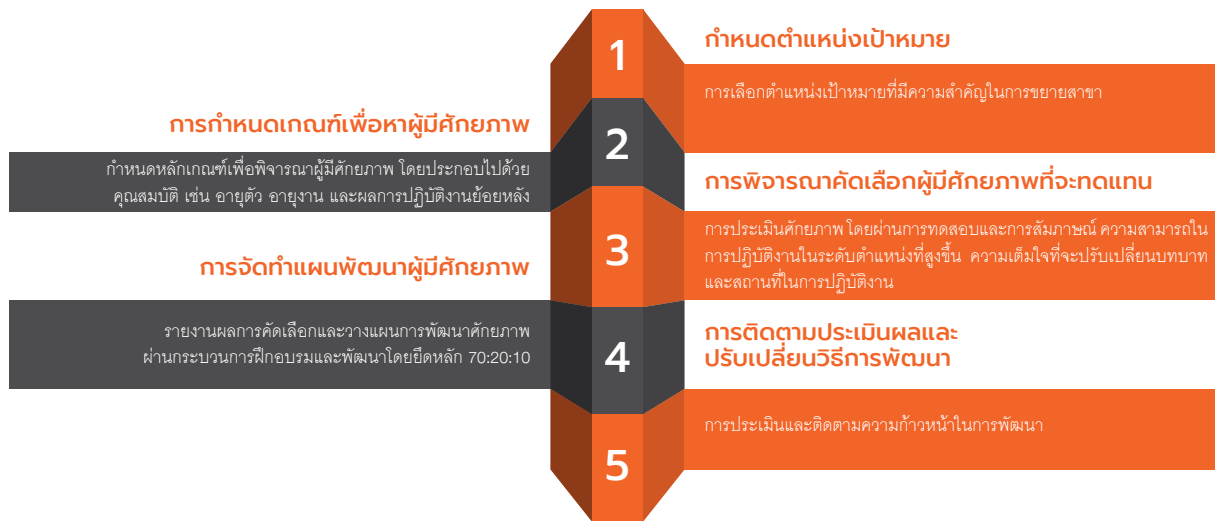 1
กำหนดตำแหน่งเป้าหมาย
การเลือกตำแหน่งเป้าหมายที่มีความสำคัญในการขยายสาขา
2
การกำหนดเกณฑ์เพื่อหาผู้มีศักยภาพ
กำหนดหลักเกณฑ์เพื่อพิจารณาผู้มีศักยภาพ โดยประกอบไปด้วย
คุณสมบัติ เช่น อายุตัว อายุงาน และผลการปฏิบัติงานย้อยหลัง
3
การพิจารณาคัดเลือกผู้มีศักยภาพที่จะทดแทน
การประเมินศักยภาพ โดยผ่านการทดสอบและการสัมภาษณ์ ความสามารถใน
การปฏิบัติงานในระดับตำแหน่งที่สูงขึ้น ความเต็มใจที่จะปรับเปลี่ยนบทบาท
และสถานที่ในการปฏิบัติงาน
4
การจัดทำแผนพัฒนาผู้มีศักยภาพ
รายงานผลการคัดเลือกและวางแผนการพัฒนาศักยภาพ
ผ่านกระบวนการฝึกอบรมและพัฒนาโดยยึดหลัก 70:20:10
5
การติดตามประเมินผลและ
ปรับเปลี่ยนวิธีการพัฒนา
การประเมินและติดตามความก้าวหน้าในการพัฒนา